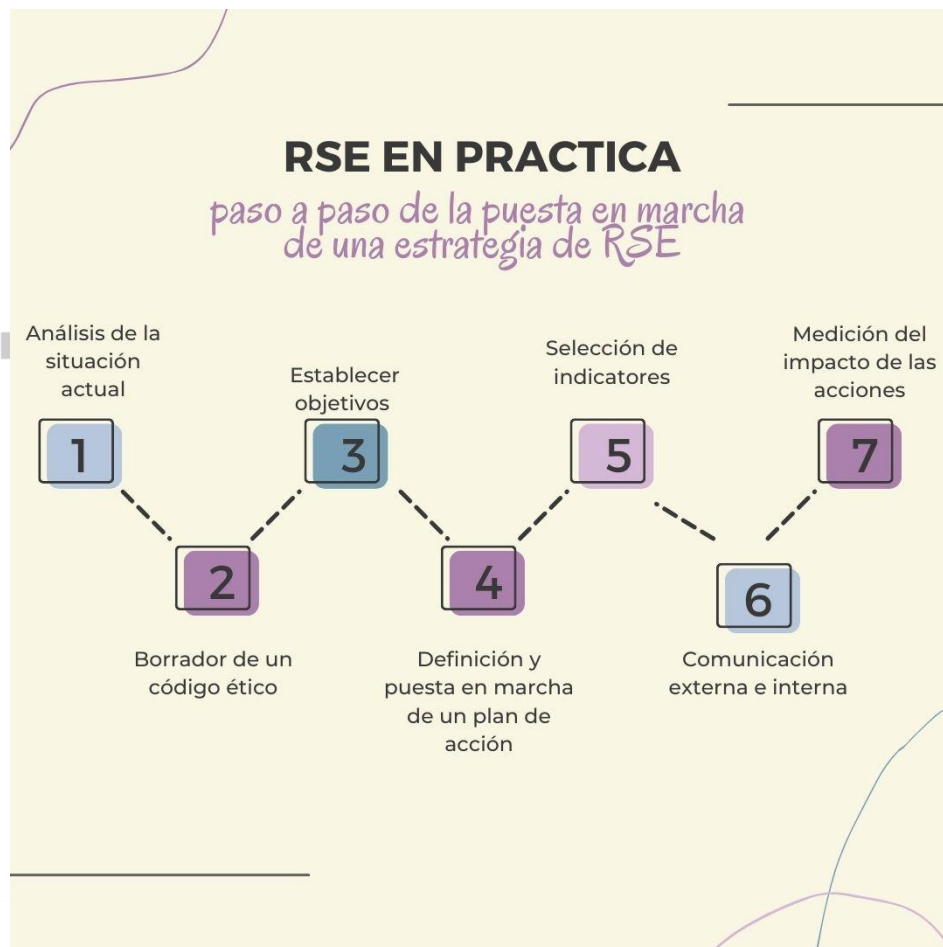 RSE EN PRACTICA
paso a paso de la puesta en marcha
de una estrategia de RSE
Análisis de la
situación
actual
1
2
Borrador de un
código ético
Establecer
objetivos
3
4
Definición y
puesta en marcha
de un plan de
acción
Selección de
indicatores
5
6
Comunicación
externa e interna
Medición del
impacto de las
acciones
7